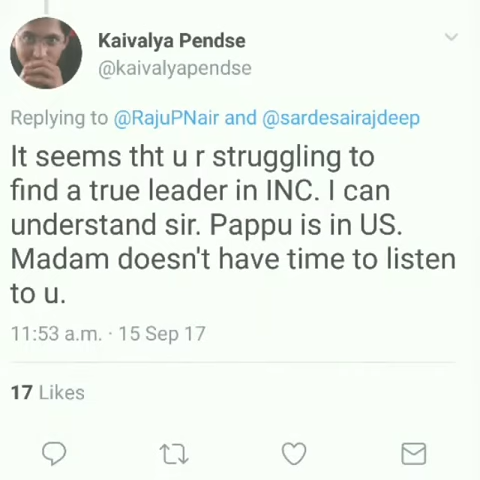 Kaivalya Pendse
@kaivalyapendse
Replying to @RajuPNair and @sardesairajdeep
It seems tht u r struggling to
find a true leader in INC. I can
understand sir. Pappu is in US.
Madam doesn't have time to listen
to u.
11:53 a.m. · 15 Sep 17
17 Likes